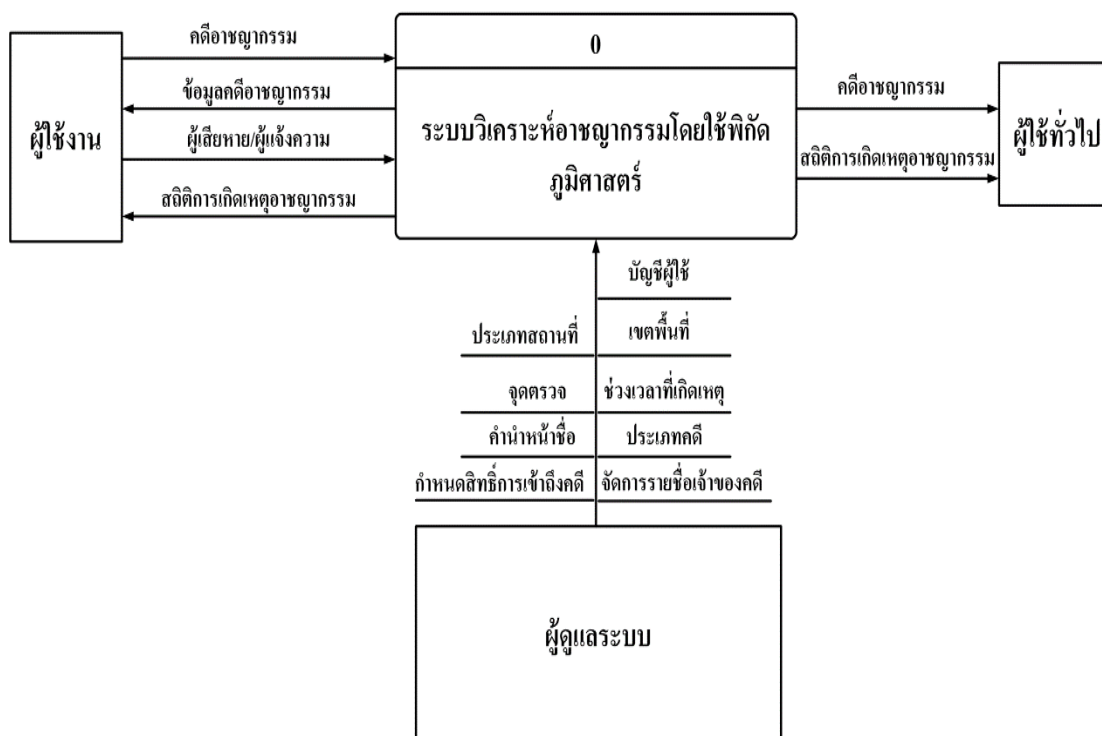 คดีอาชญากรรม
ข้อมูลคดีอาชญากรรม
ผู้ใช้งาน
ผู้เสียหาย/ผู้แจ้งความ
สถิติการเกิดเหตุอาชญากรรม
0
ระบบวิเคราะห์อาชญากรรมโดยใช้พิกัด
ภูมิศาสตร์
คดีอาชญากรรม
สถิติการเกิดเหตุอาชญากรรม
ผู้ใช้ทั่วไป
บัญชีผู้ใช้
ประเภทสถานที่
เขตพื้นที่
จุดตรวจ
ช่วงเวลาที่เกิดเหตุ
คำนำหน้าชื่อ
ประเภทคดี
กำหนดสิทธิ์การเข้าถึงคดี
จัดการรายชื่อเจ้าของคดี
ผู้ดูแลระบบ